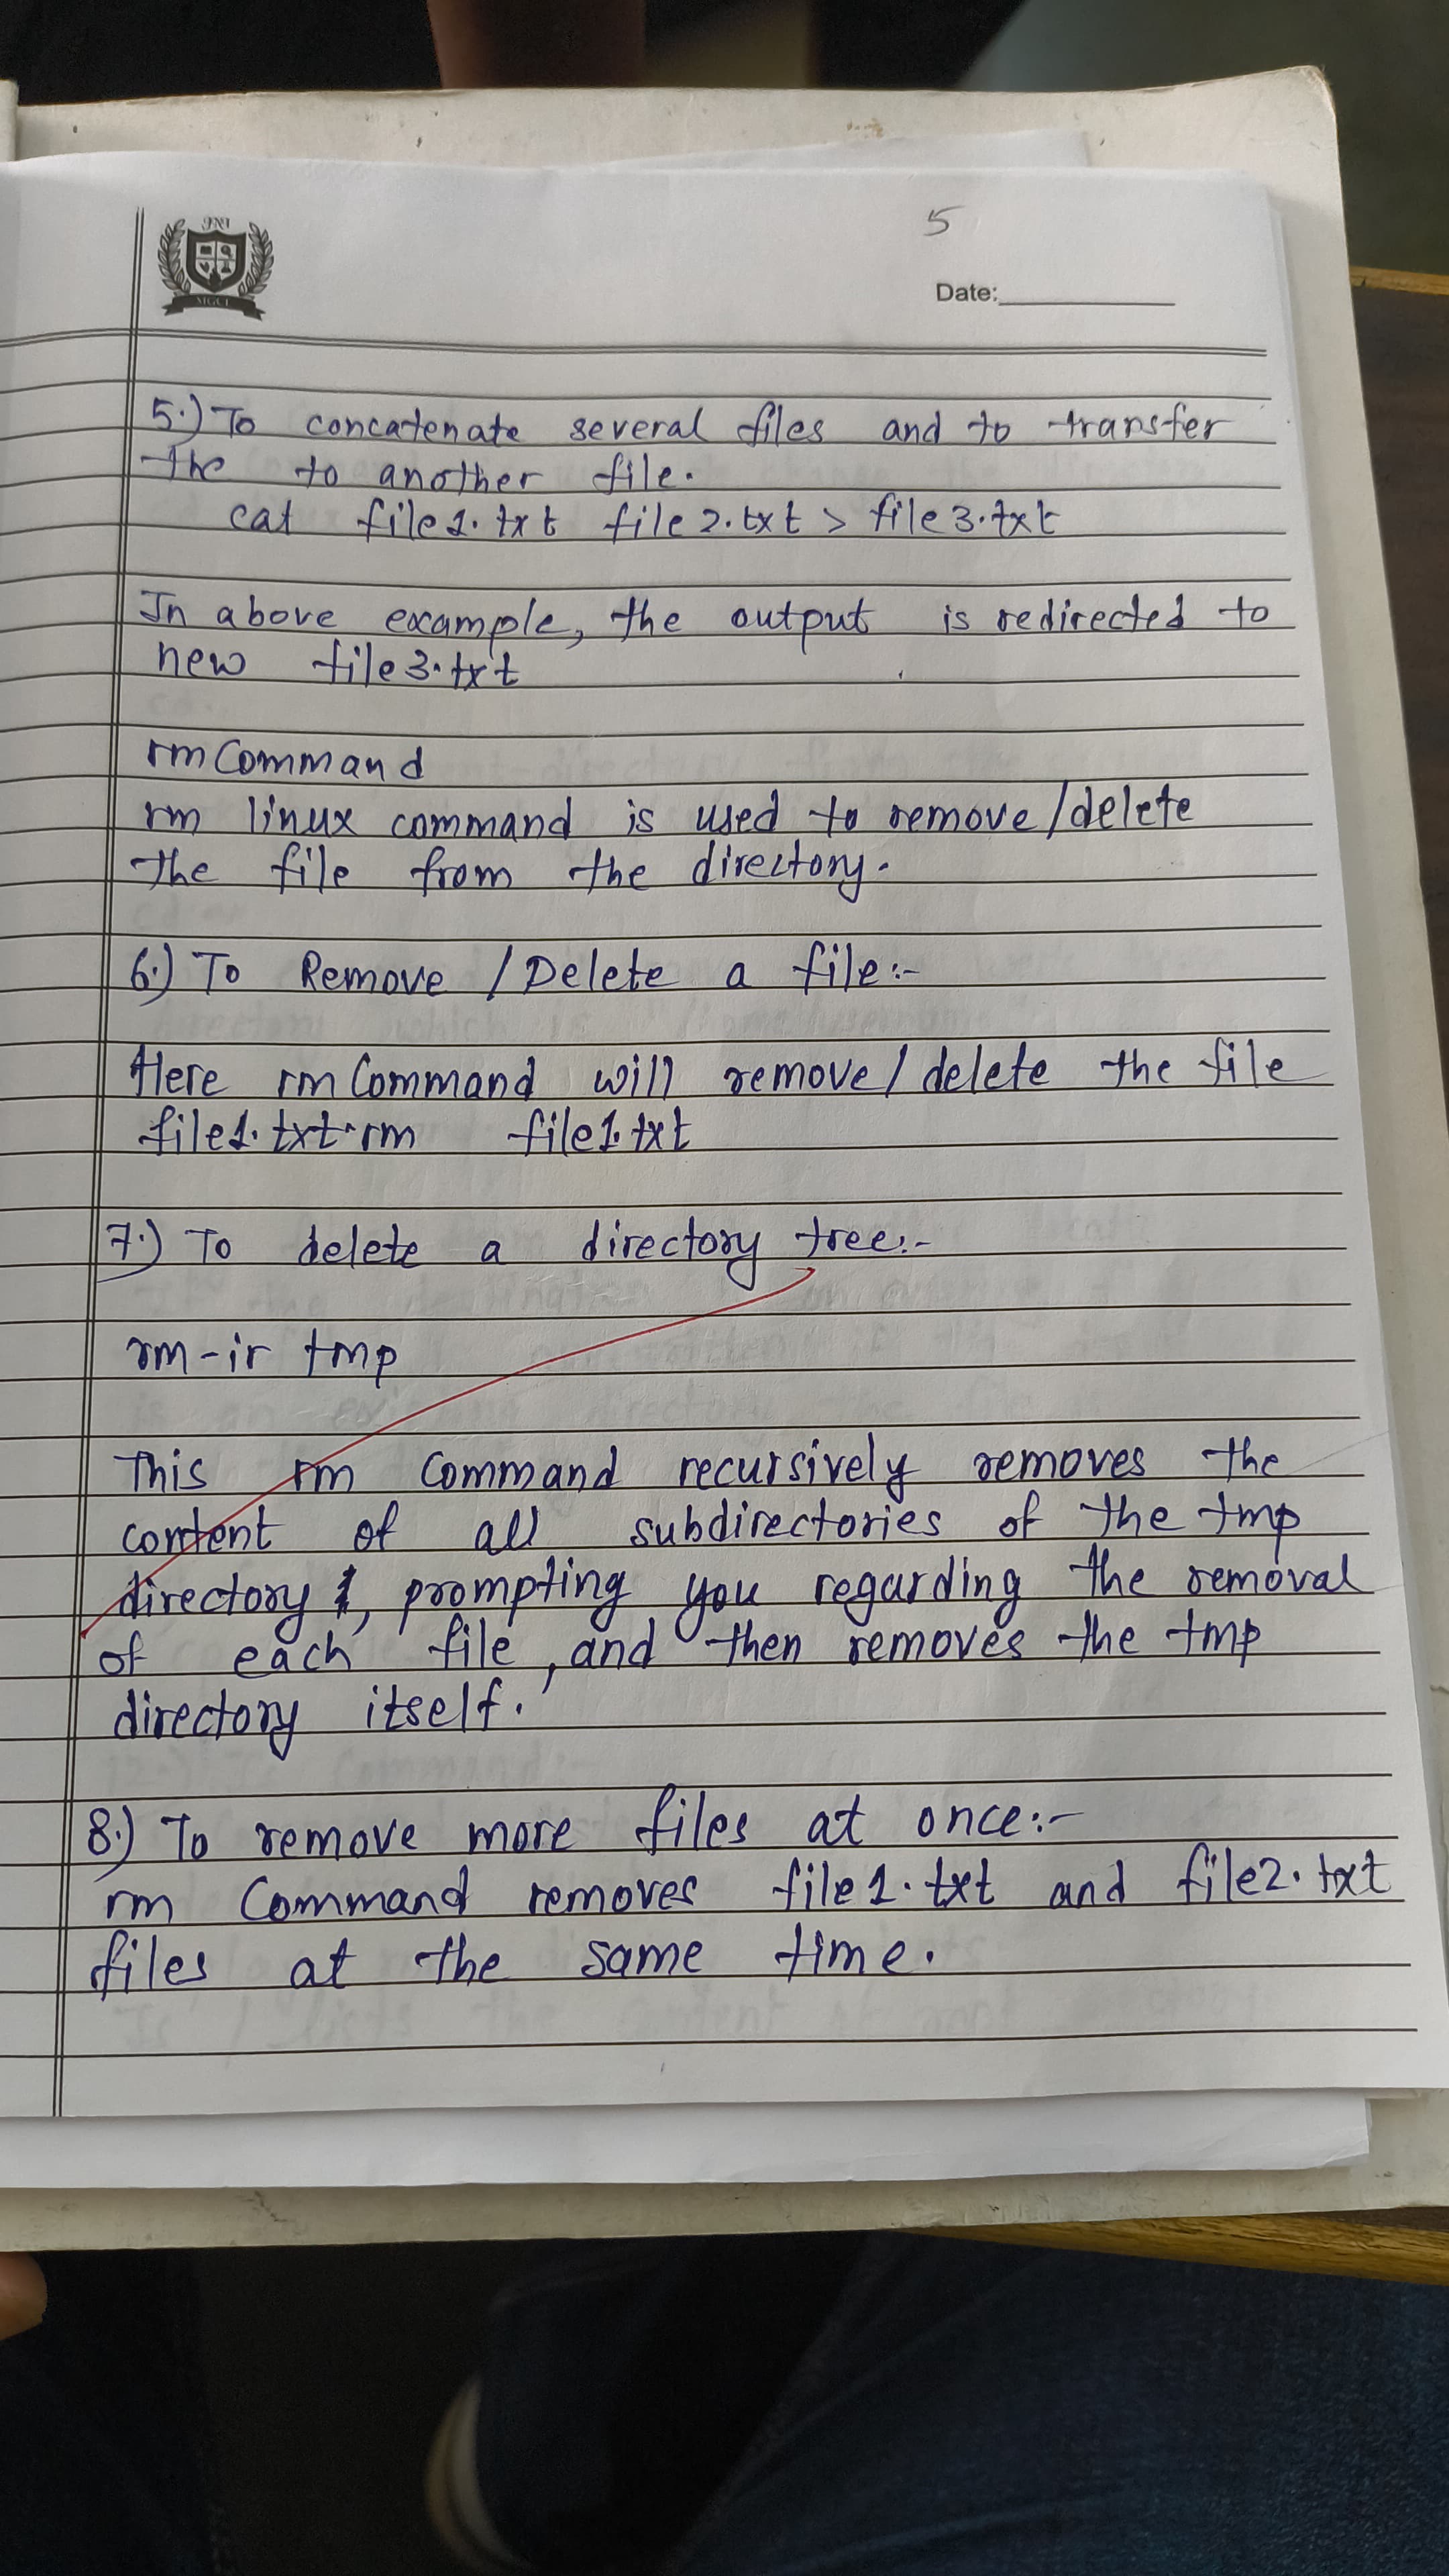 JNI
MGCL
5
Date:
5.) To concatenate several files and to transfer
the to another file.
cat file1.txt file2.txt > file3.txt
In above example, the output is redirected to
new file3.txt
rm Command
rm linux command is used to remove/delete
the file from the directory.
6.) To Remove / Delete a file:-
Here rm Command will remove/delete the file
file1.txt.rm file1.txt
7.) To delete a directory tree:-
rm-ir tmp
This rm Command recursively removes the
content of all subdirectories of the tmp
directory, prompting you regarding the removal
of each file, and then removes the tmp
directory itself.
8.) To remove more files at once:-
rm Command removes file1.txt and file2.txt
files at the same time.